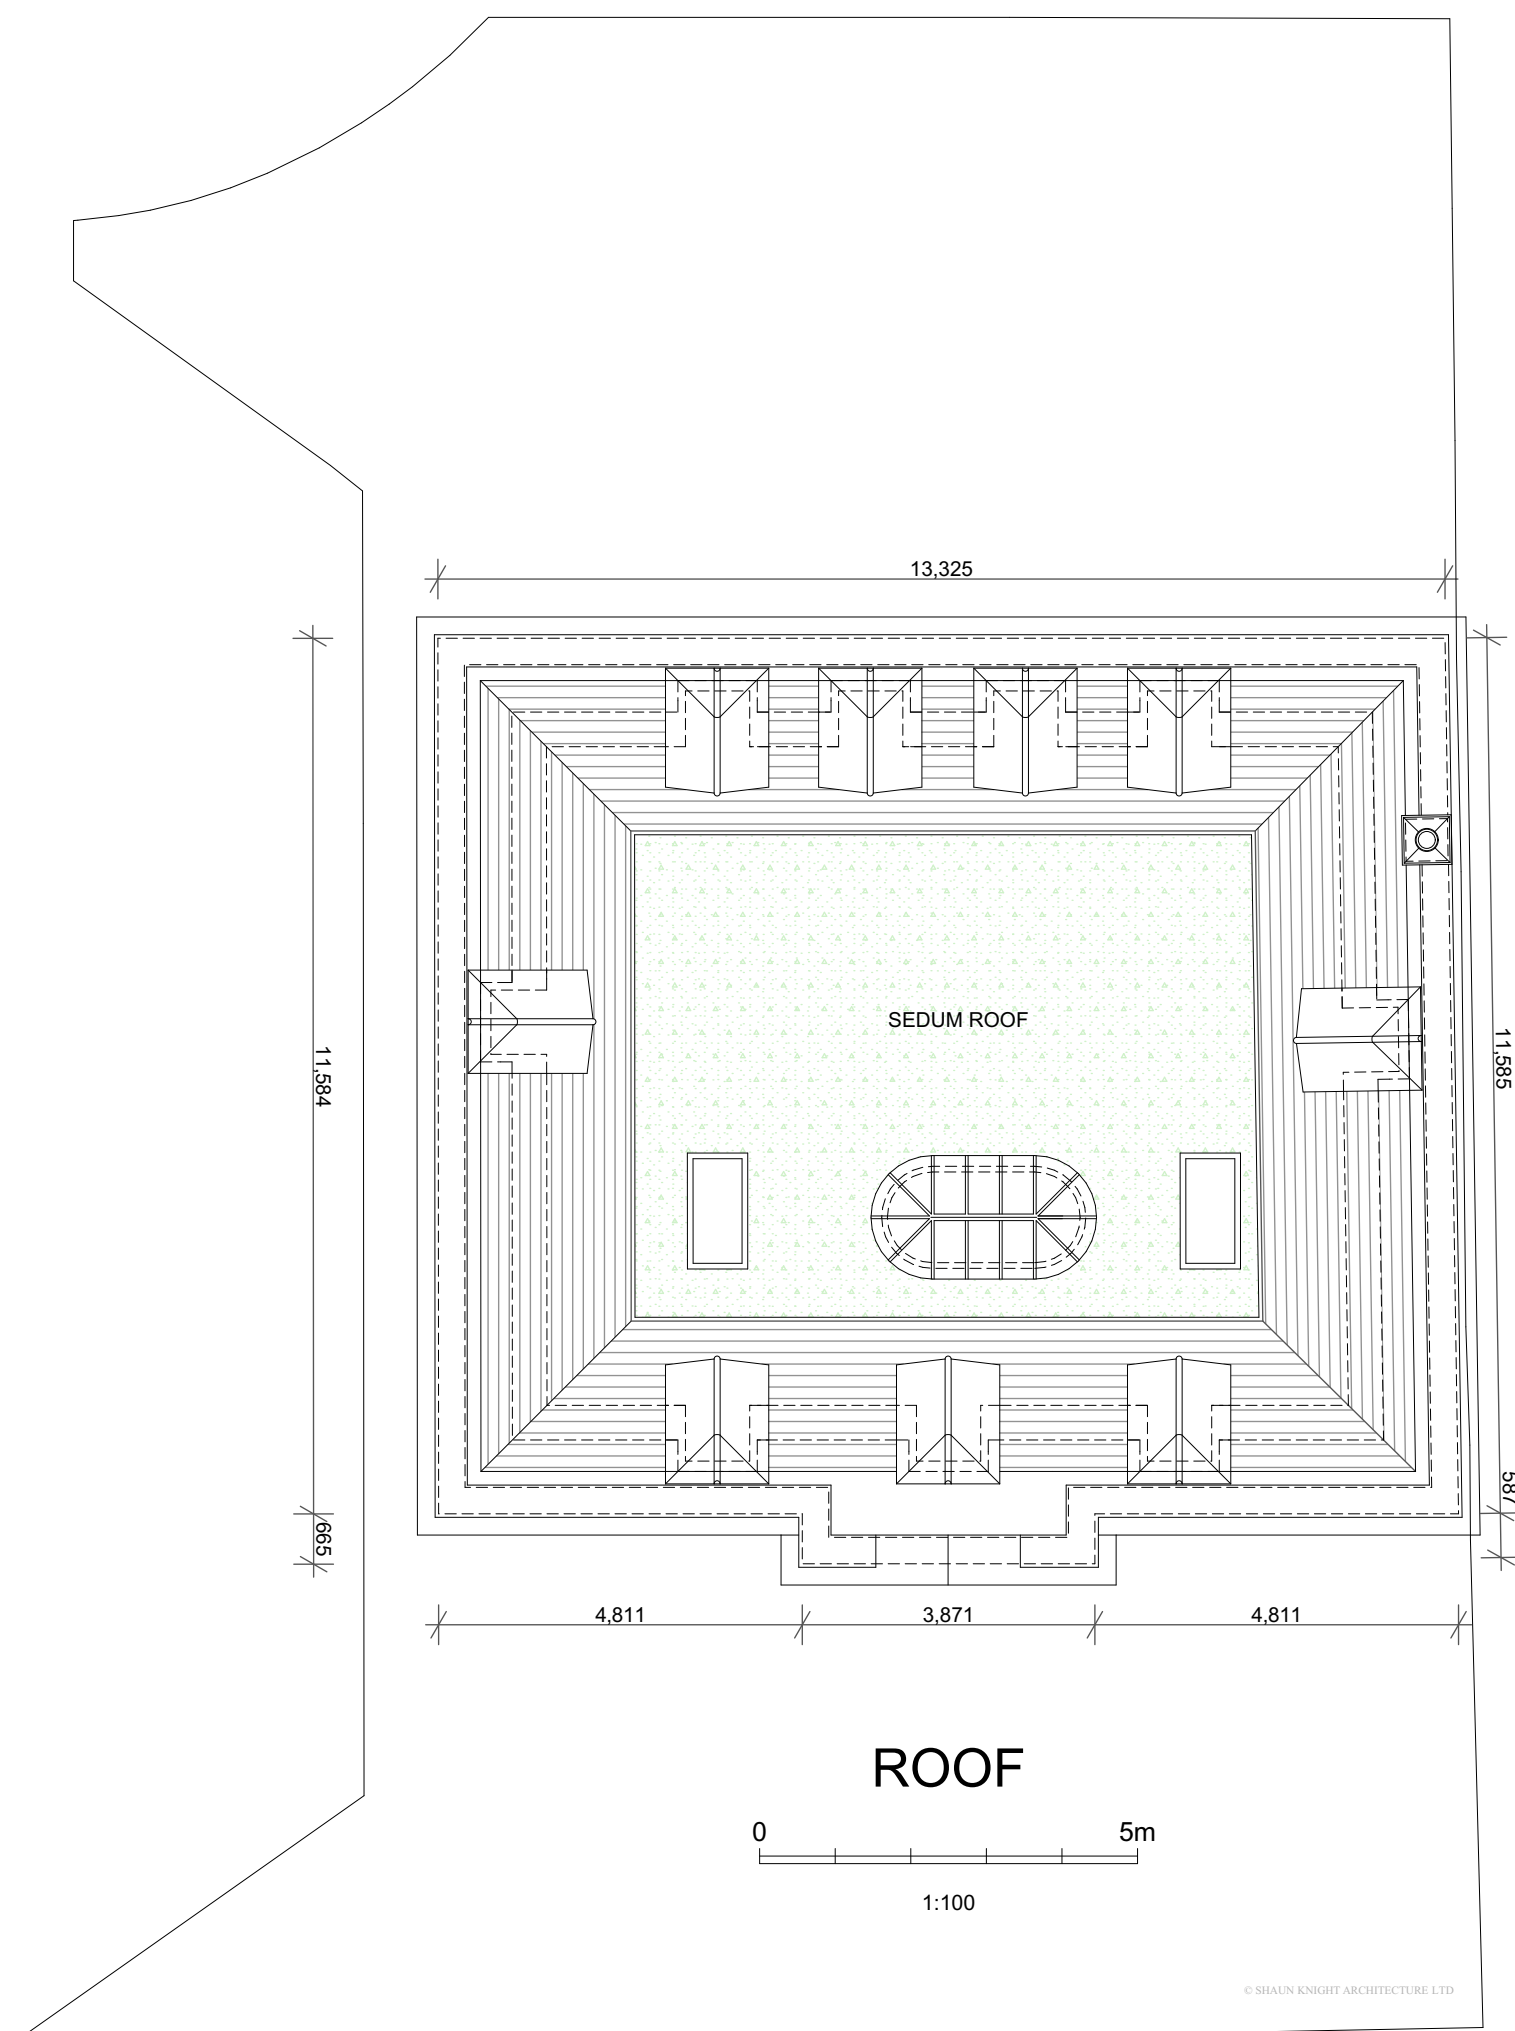 13,325
11,584
11,585
SEDUM ROOF
665
587
4,811
3,871
4,811
ROOF
0
5m
1:100
© SHAUN KNIGHT ARCHITECTURE LTD